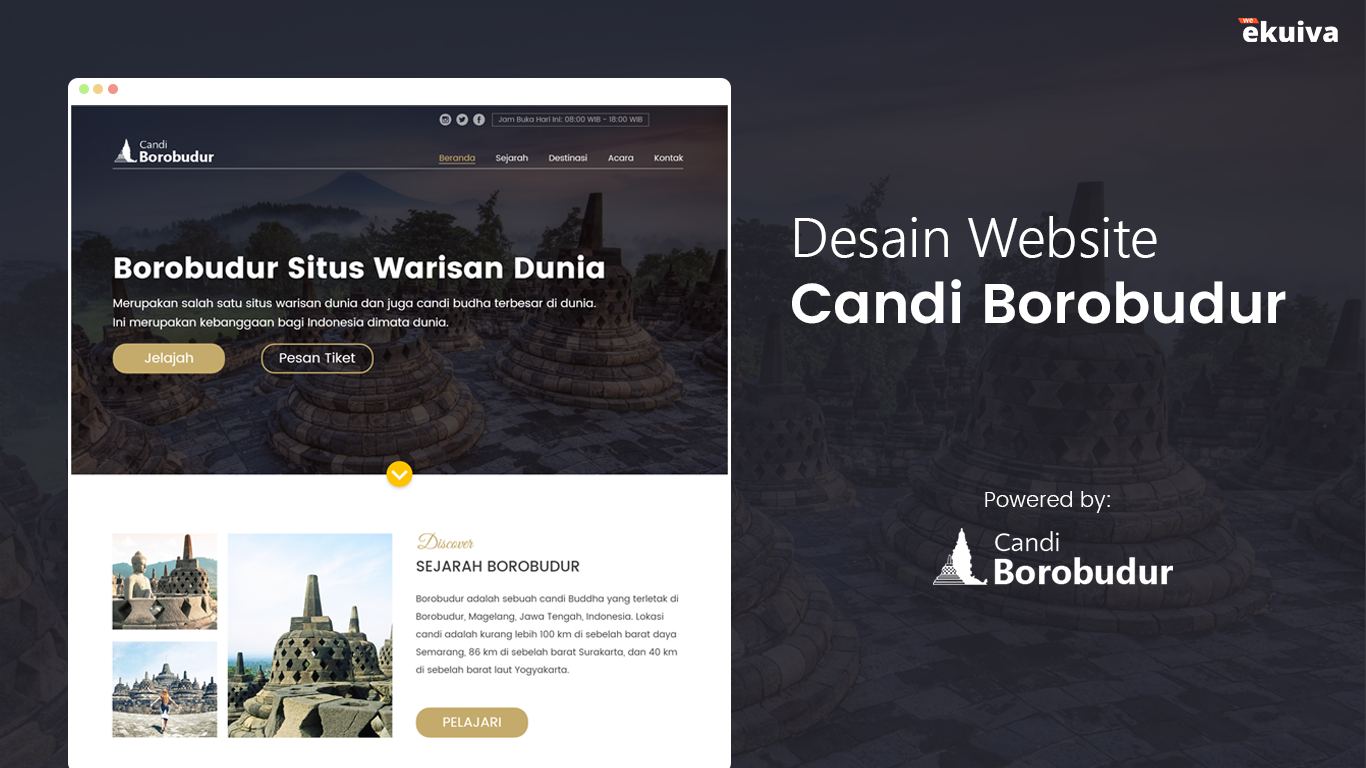 we
ekuiva
Jam Buka Hari Ini: 08:00 WIB - 18:00 WIB
Candi
Borobudur
Beranda Sejarah Destinasi Acara Kontak
Borobudur Situs Warisan Dunia
Merupakan salah satu situs warisan dunia dan juga candi budha terbesar di dunia.
Ini merupakan kebanggaan bagi Indonesia dimata dunia.
Jelajah Pesan Tiket
Discover
SEJARAH BOROBUDUR
Borobudur adalah sebuah candi Buddha yang terletak di
Borobudur, Magelang, Jawa Tengah, Indonesia. Lokasi
candi adalah kurang lebih 100 km di sebelah barat daya
Semarang, 86 km di sebelah barat Surakarta, dan 40 km
di sebelah barat laut Yogyakarta.
PELAJARI
Desain Website
Candi Borobudur
Powered by:
Candi
Borobudur